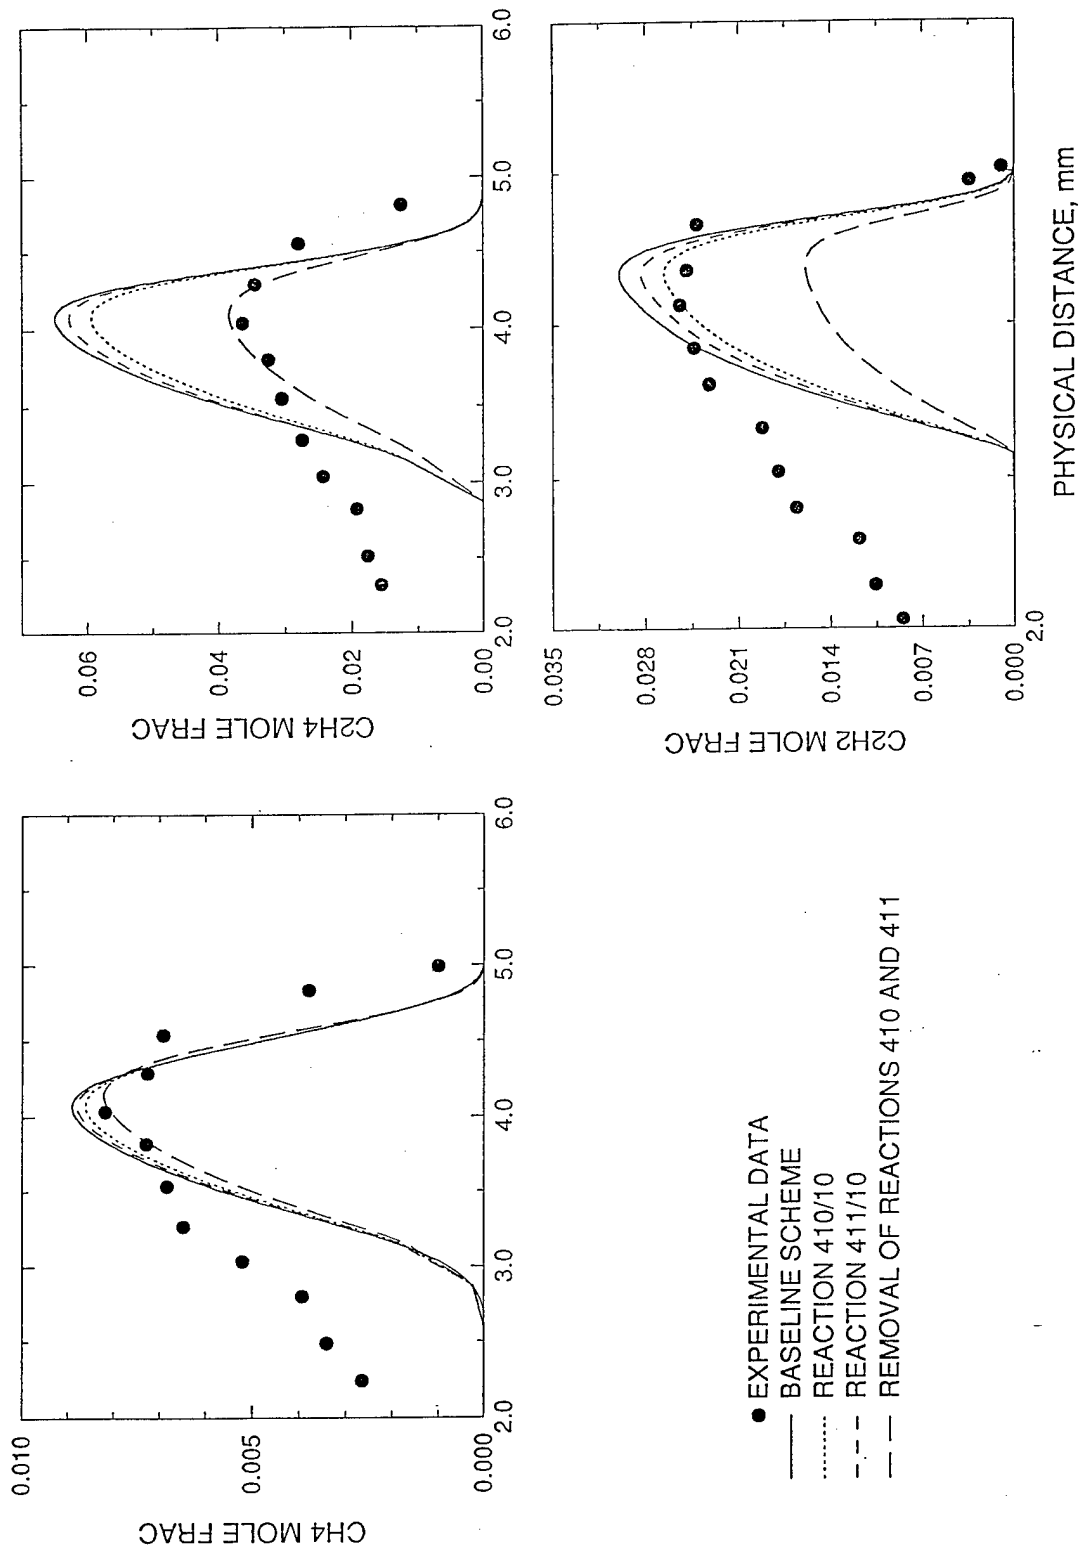 CH4 MOLE FRAC
0.010
0.005
0.000
2.0
3.0
4.0
5.0
6.0
C2H4 MOLE FRAC
0.06
0.04
0.02
0.00
2.0
3.0
4.0
5.0
6.0
EXPERIMENTAL DATA
BASELINE SCHEME
REACTION 410/10
REACTION 411/10
REMOVAL OF REACTIONS 410 AND 411
C2H2 MOLE FRAC
0.035
0.028
0.021
0.014
0.007
0.000
2.0
PHYSICAL DISTANCE, mm